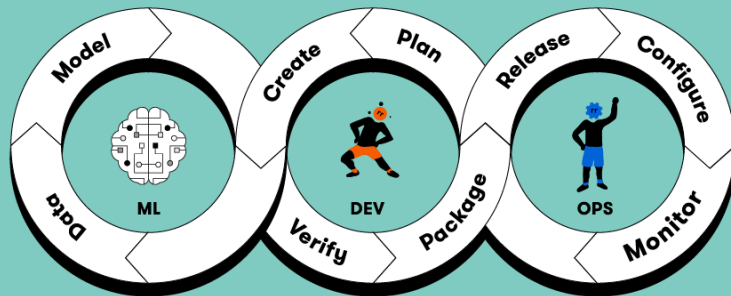 Model
Data
ML
Create
Plan
Verify
Package
DEV
Release
Configure
Monitor
OPS